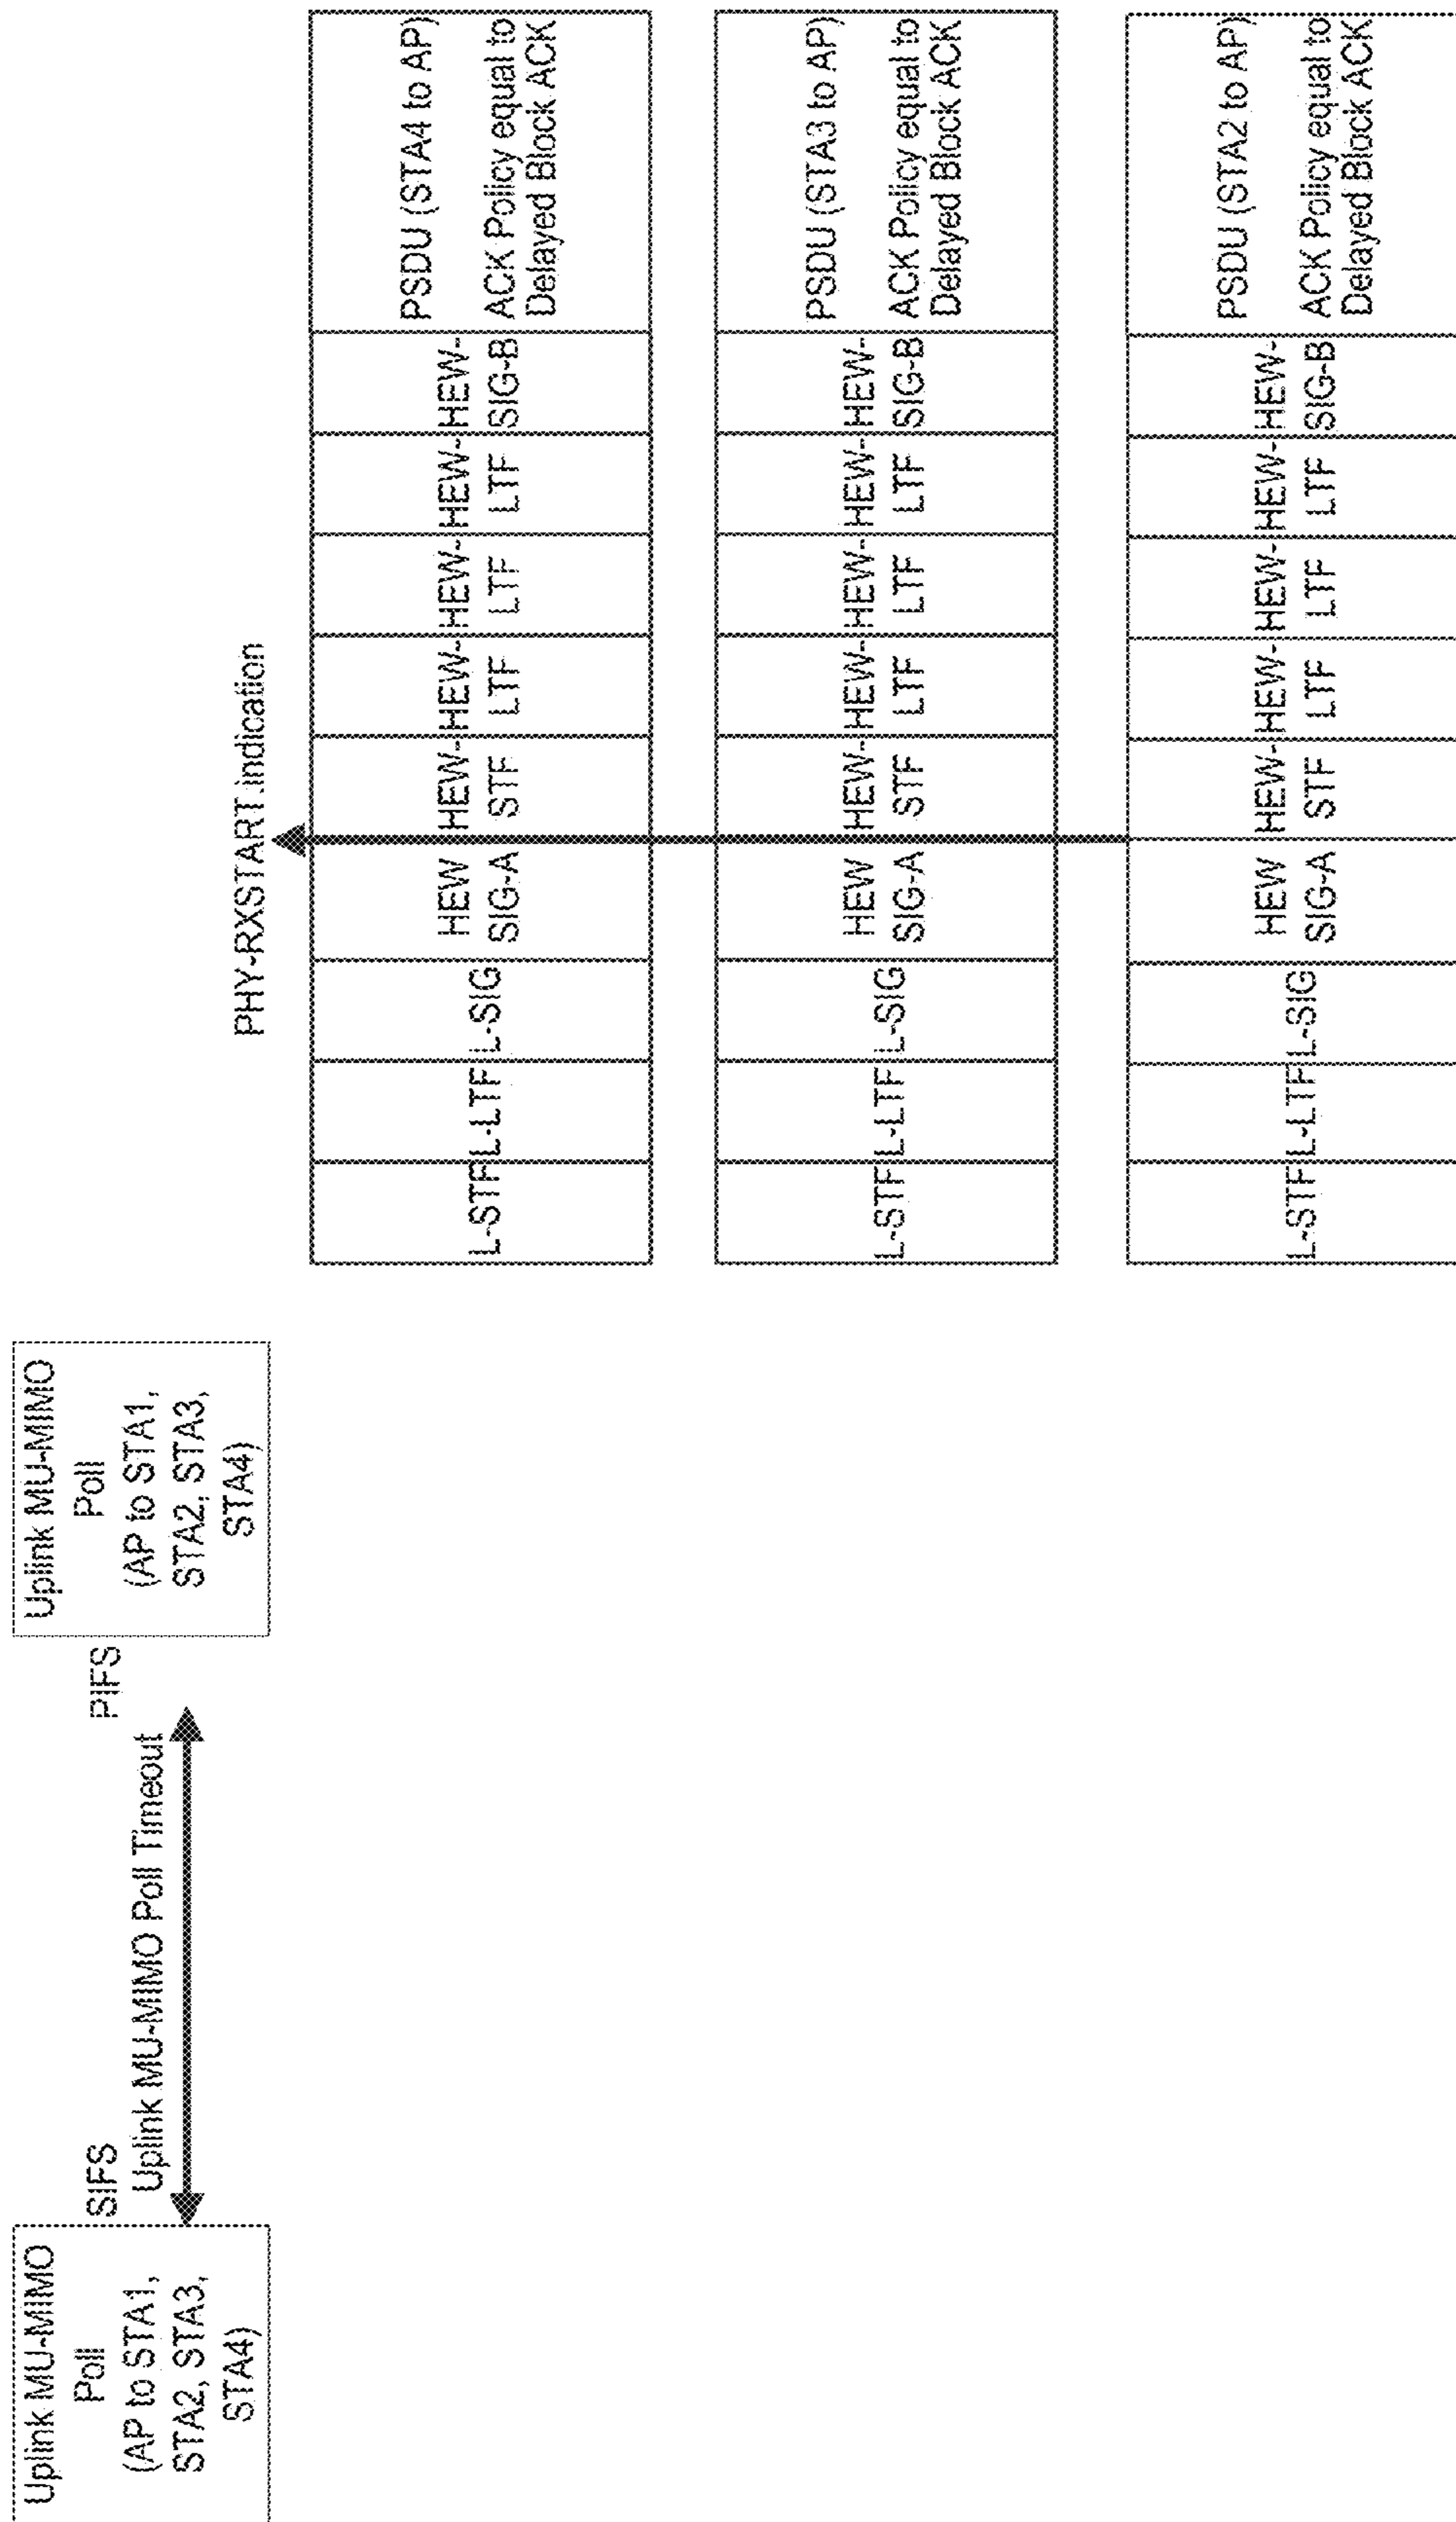 Uplink MU-MIMO
Poll
(AP to STA1,
STA2, STA3,
STA4)
SIFS
Uplink MU-MIMO Poll Timeout
PIFS
Uplink MU-MIMO
Poll
(AP to STA1,
STA2, STA3,
STA4)
PHY-RXSTART.indication
L-STF
L-LTF
L-SIG
HEW
SIG-A
HEW-
STF
HEW-
LTF
HEW-
LTF
HEW-
LTF
HEW-
SIG-B
PSDU (STA4 to AP)
ACK Policy equal to
Delayed Block ACK
L-STF
L-LTF
L-SIG
HEW
SIG-A
HEW-
STF
HEW-
LTF
HEW-
LTF
HEW-
LTF
HEW-
SIG-B
PSDU (STA3 to AP)
ACK Policy equal to
Delayed Block ACK
L-STF
L-LTF
L-SIG
HEW
SIG-A
HEW-
STF
HEW-
LTF
HEW-
LTF
HEW-
LTF
HEW-
SIG-B
PSDU (STA2 to AP)
ACK Policy equal to
Delayed Block ACK